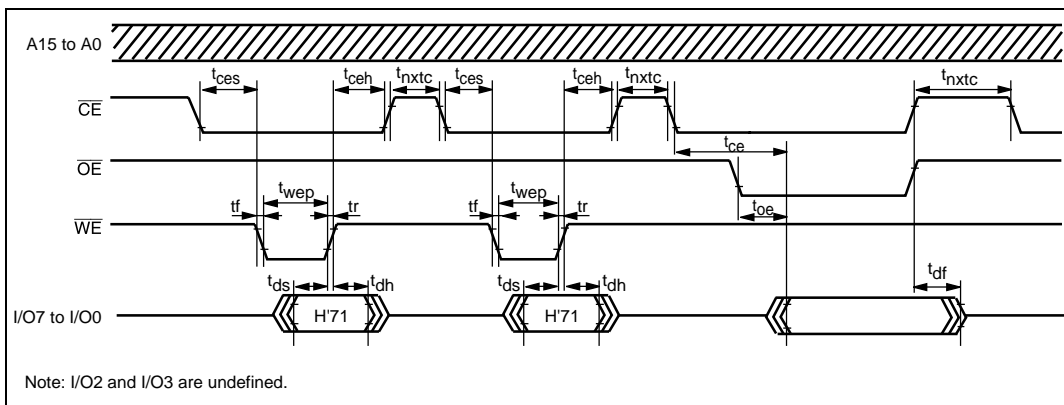 A15 to A0
tces tceh tnxtc tces tceh tnxtc tnxtc
CE
tce
OE
twep twep toe
tf tr tf tr
WE
tds tdh tds tdh tdf
I/O7 to I/O0 H'71 H'71
Note: I/O2 and I/O3 are undefined.